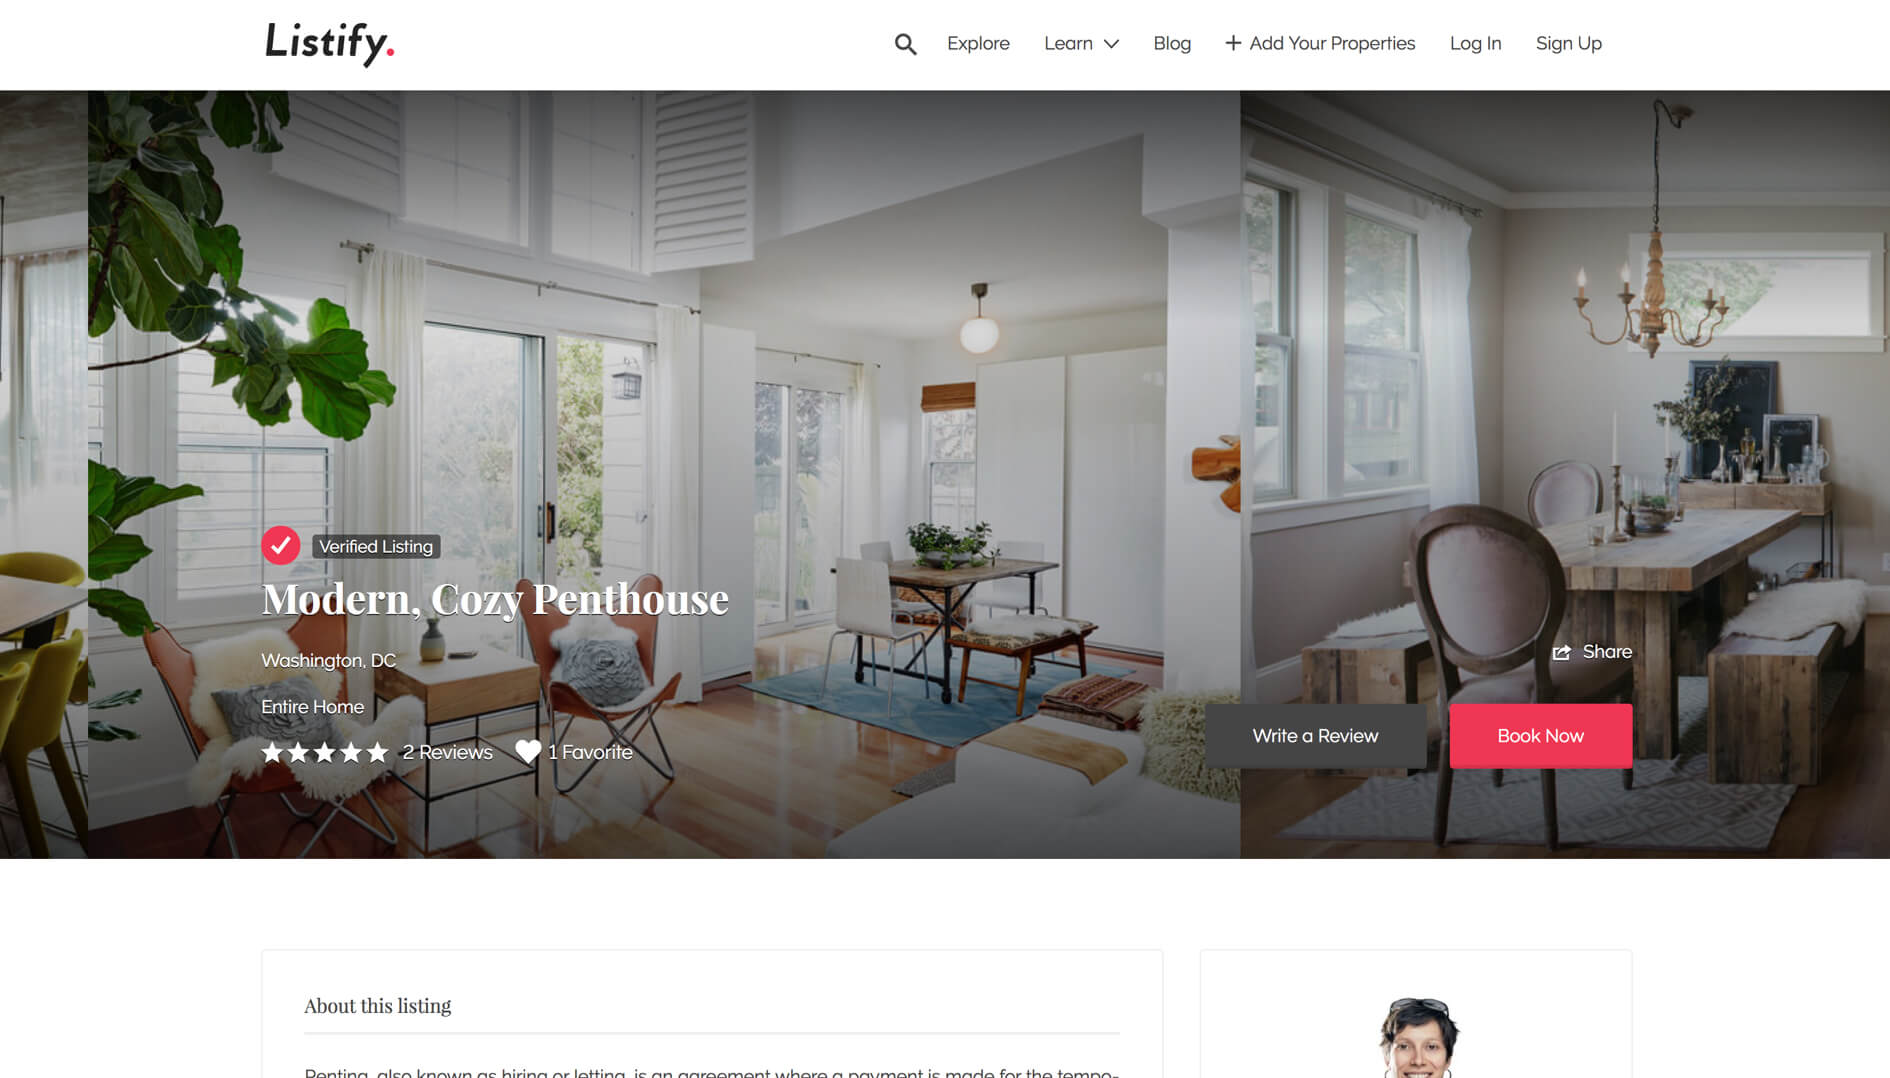 Listify.
Explore
Learn
Blog
+ Add Your Properties
Log In
Sign Up
Verified Listing
Modern, Cozy Penthouse
Washington, DC
Entire Home
2 Reviews
1 Favorite
Share
Write a Review
Book Now
About this listing
Renting, also known as hiring or letting, is an agreement where a payment is made for the tempo-